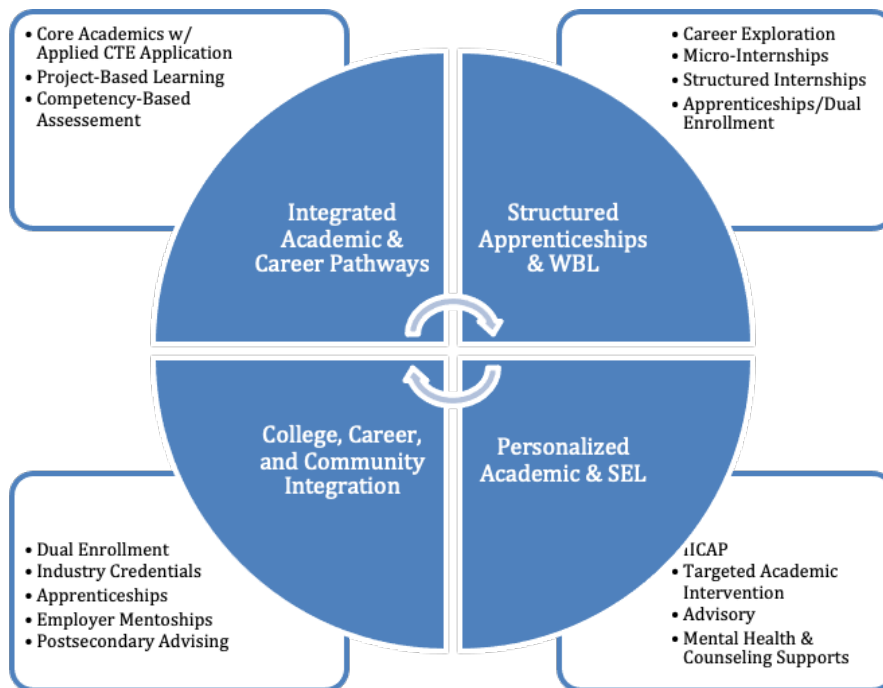 • Core Academics w/
Applied CTE Application
• Project-Based Learning
• Competency-Based
Assessement
• Career Exploration
• Micro-Internships
• Structured Internships
• Apprenticeships/Dual
Enrollment
Integrated
Academic &
Career Pathways
Structured
Apprenticeships
& WBL
College, Career,
and Community
Integration
Personalized
Academic & SEL
• Dual Enrollment
• Industry Credentials
• Apprenticeships
• Employer Mentoships
• Postsecondary Advising
• Targeted Academic
Intervention
• Advisory
• Mental Health &
Counseling Supports